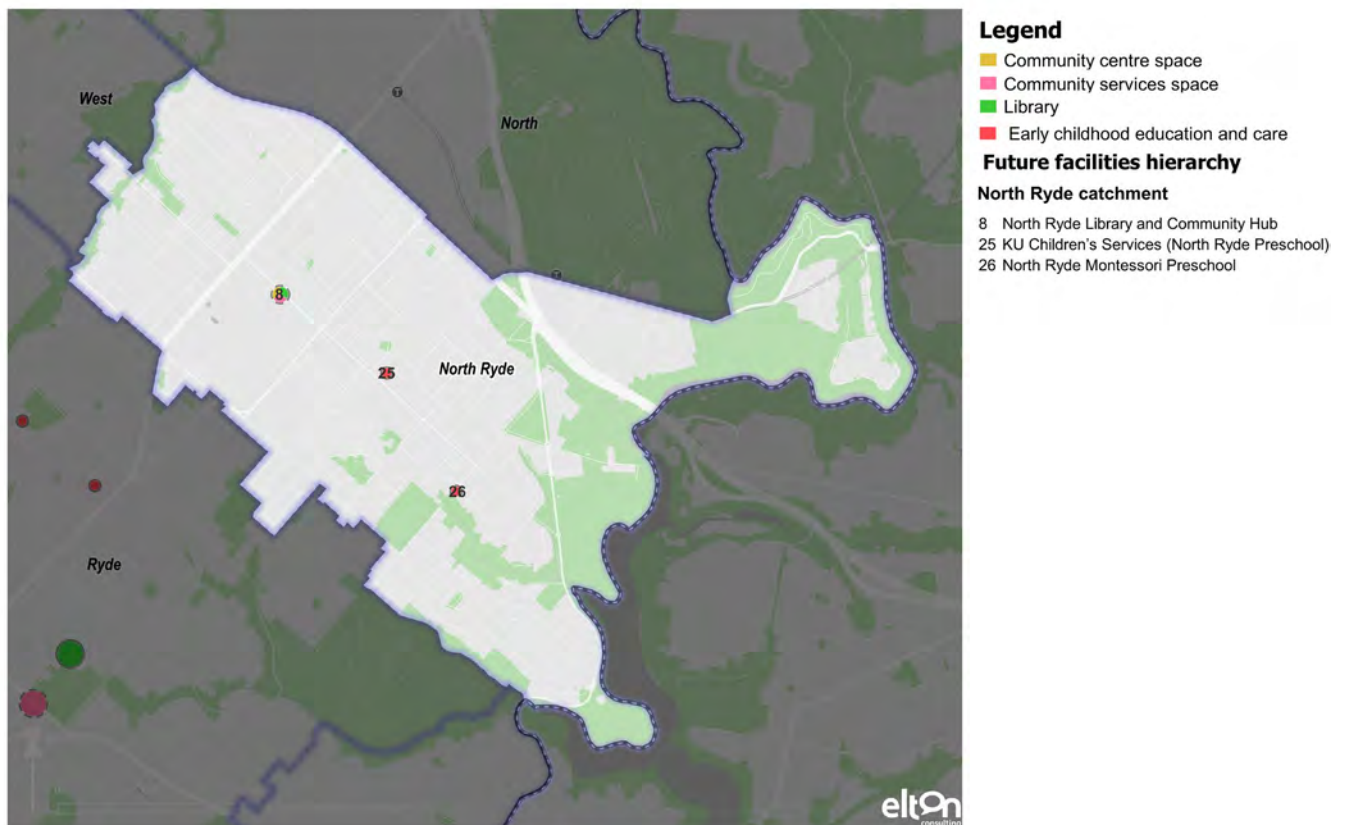 West
North
8
25
North Ryde
26
Ryde
elton
consulting
Legend
Community centre space
Community services space
Library
Early childhood education and care
Future facilities hierarchy
North Ryde catchment
8 North Ryde Library and Community Hub
25 KU Children's Services (North Ryde Preschool)
26 North Ryde Montessori Preschool